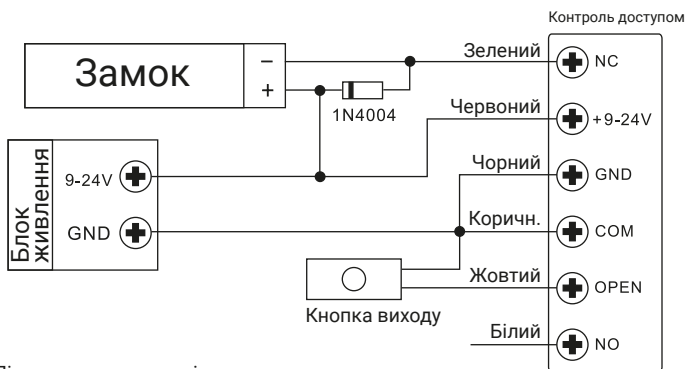 Контроль доступом
Замок
−
+
1N4004
Зелений
NC
Червоний
+9-24V
Чорний
GND
Коричн.
COM
Жовтий
OPEN
Білий
NO
Блок
живлення
9-24V
GND
Кнопка виходу